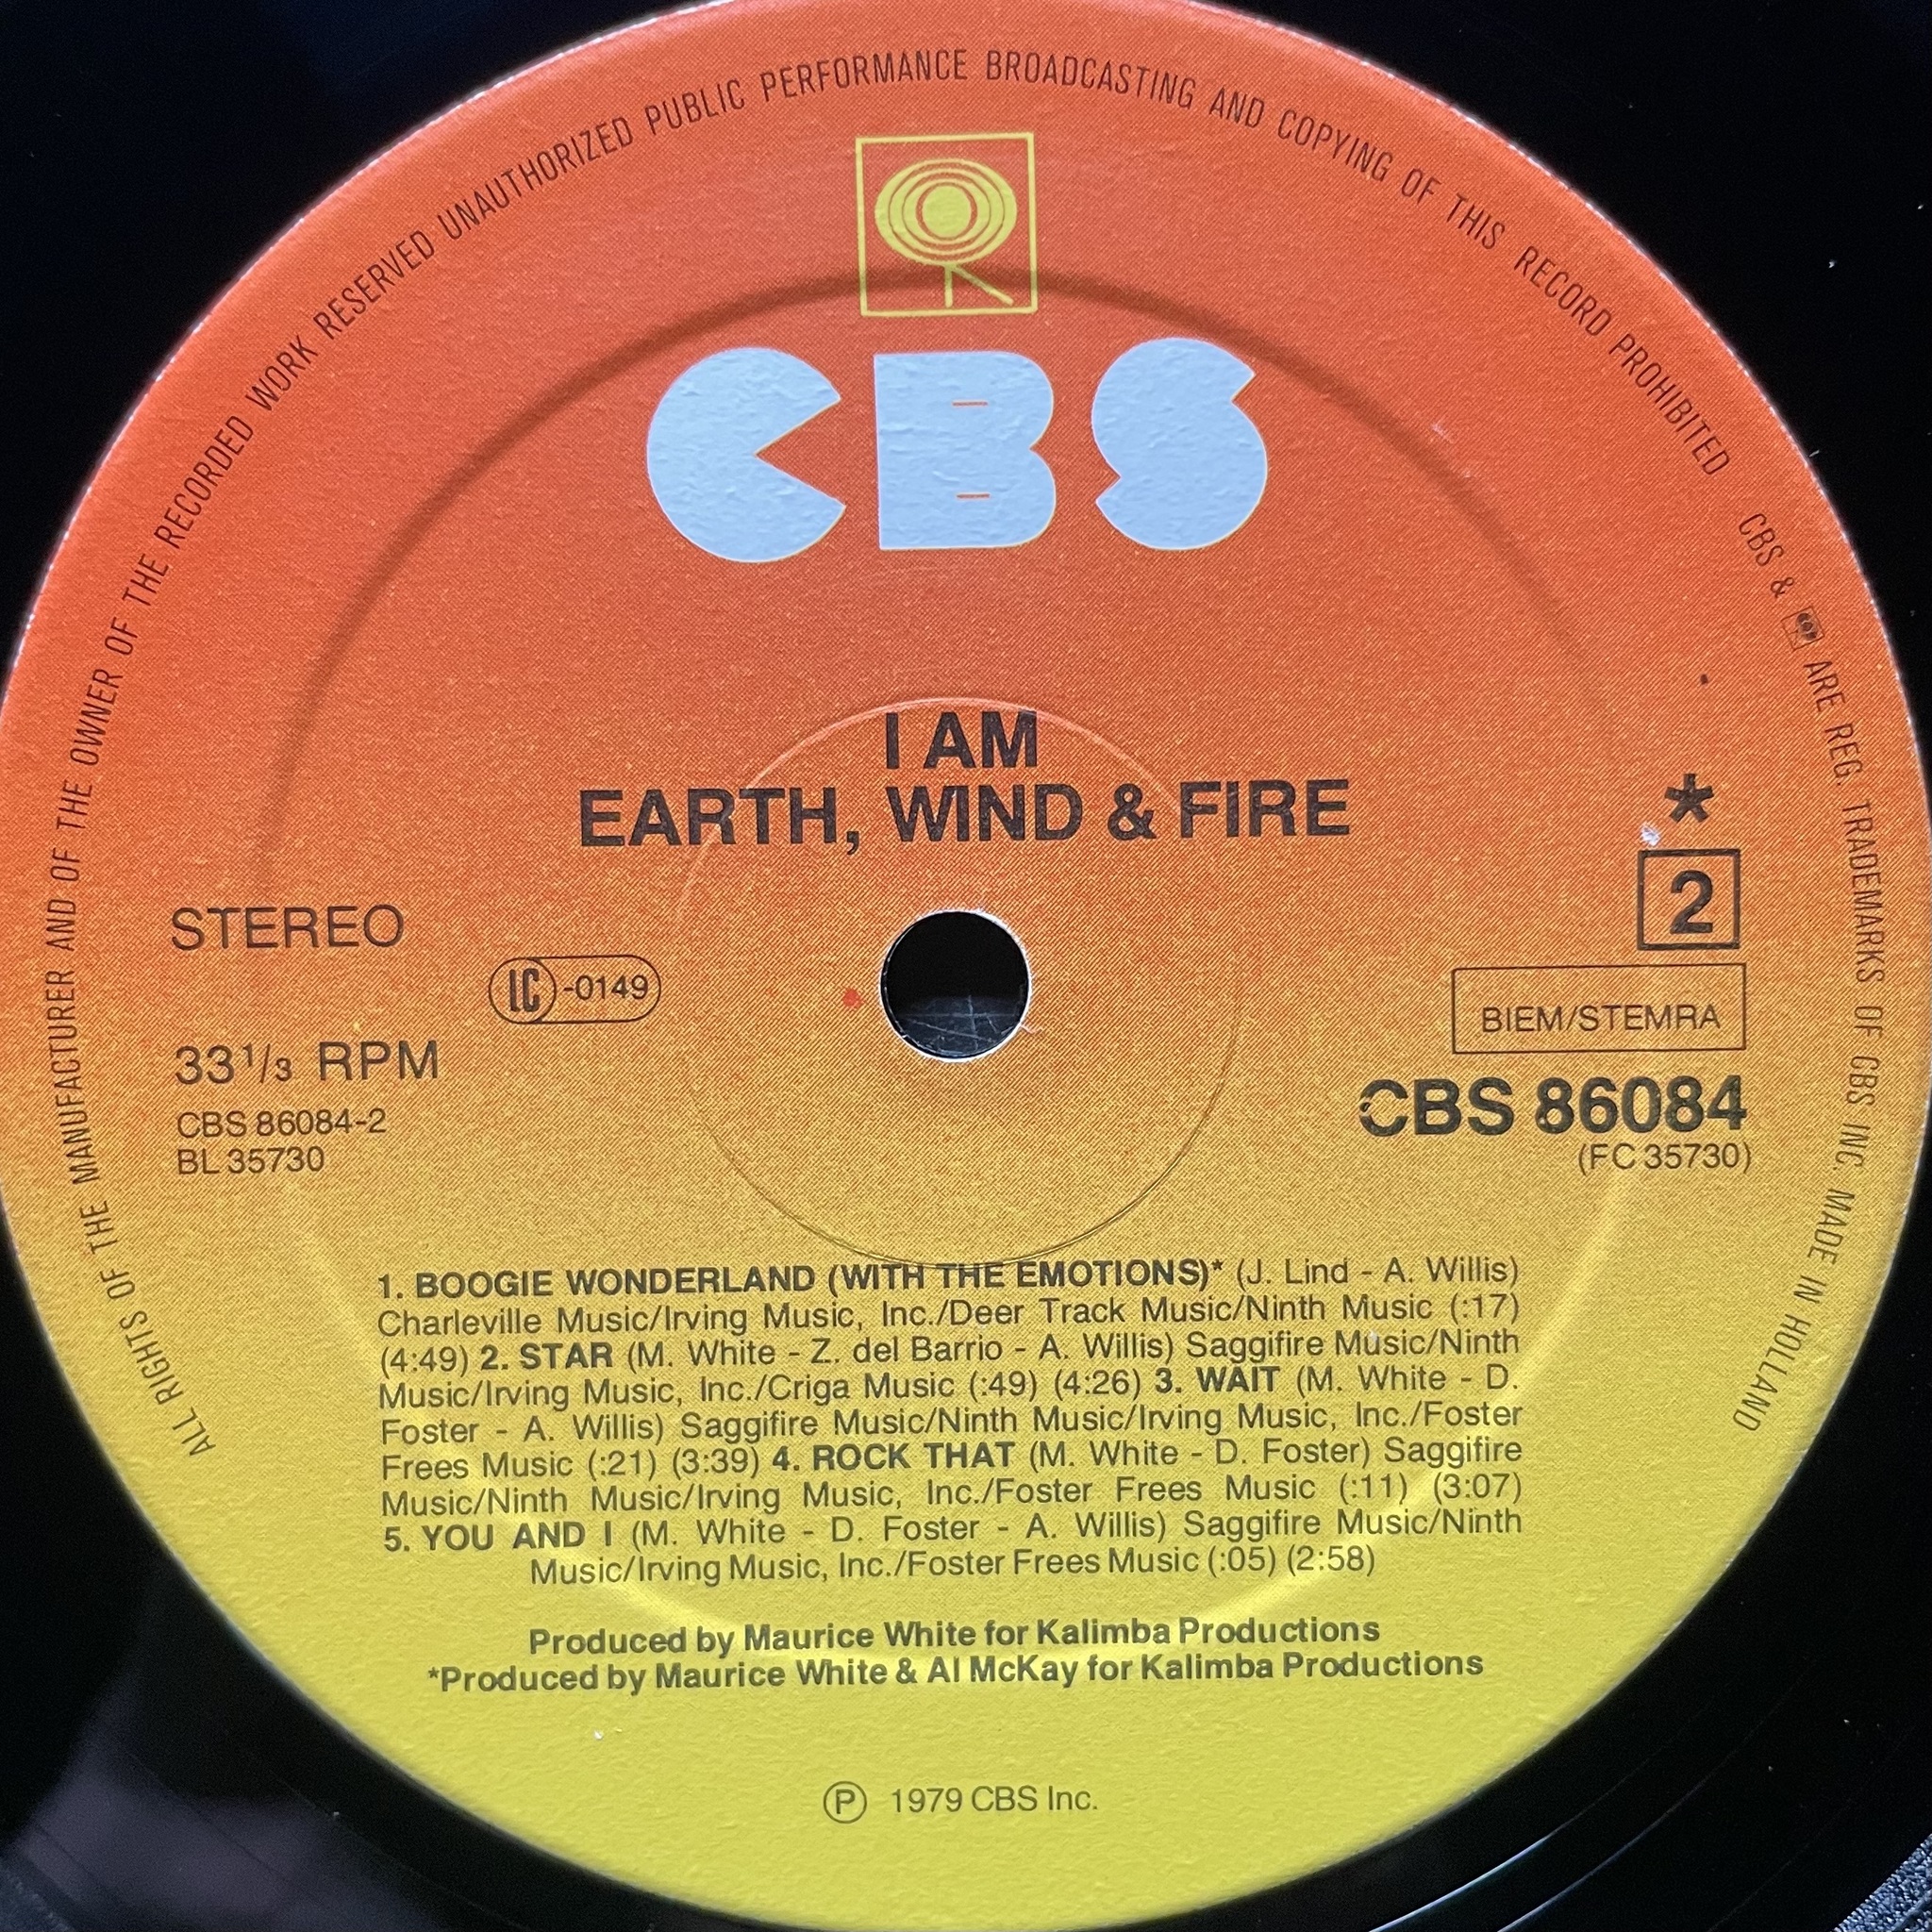 ALL RIGHTS OF THE MANUFACTURER AND OF THE OWNER OF THE RECORDED WORK RESERVED UNAUTHORIZED PUBLIC PERFORMANCE BROADCASTING AND COPYING OF THIS RECORD PROHIBITED CBS & ARE REG. TRADEMARKS OF CBS INC. MADE IN HOLLAND
CBS
I AM
EARTH, WIND & FIRE
*
2
STEREO
LC-0149
BIEM/STEMRA
33 1/3 RPM
CBS 86084-2
BL 35730
CBS 86084
(FC 35730)
1. BOOGIE WONDERLAND (WITH THE EMOTIONS)* (J. Lind - A. Willis)
Charleville Music/Irving Music, Inc./Deer Track Music/Ninth Music (:17)
(4:49) 2. STAR (M. White - Z. del Barrio - A. Willis) Saggifire Music/Ninth
Music/Irving Music, Inc./Criga Music (:49) (4:26) 3. WAIT (M. White - D.
Foster - A. Willis) Saggifire Music/Ninth Music/Irving Music, Inc./Foster
Frees Music (:21) (3:39) 4. ROCK THAT (M. White - D. Foster) Saggifire
Music/Ninth Music/Irving Music, Inc./Foster Frees Music (:11) (3:07)
5. YOU AND I (M. White - D. Foster - A. Willis) Saggifire Music/Ninth
Music/Irving Music, Inc./Foster Frees Music (:05) (2:58)
Produced by Maurice White for Kalimba Productions
*Produced by Maurice White & Al McKay for Kalimba Productions
Ⓟ 1979 CBS Inc.